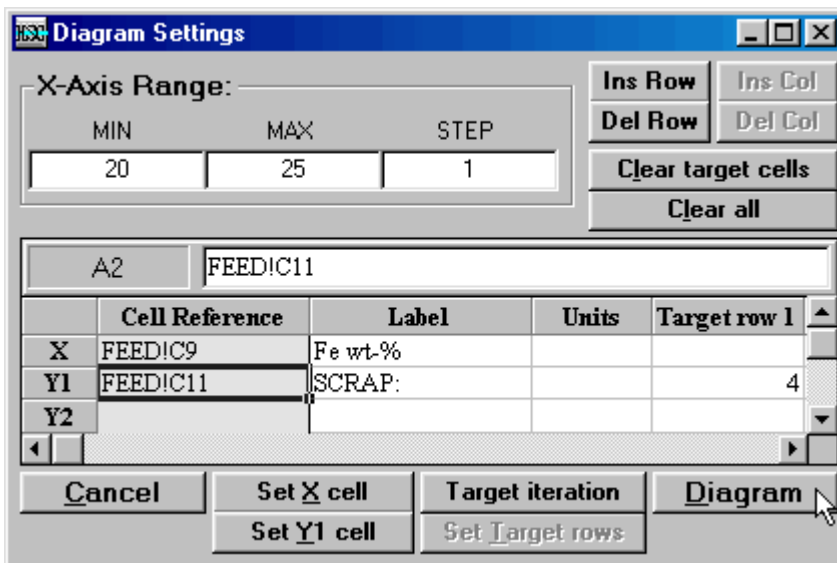 HSC Diagram Settings
X-Axis Range:
MIN MAX STEP
20 25 1
Ins Row Ins Col
Del Row Del Col
Clear target cells
Clear all
A2 FEED!C11
Cell Reference Label Units Target row 1
X FEED!C9 Fe wt-%
Y1 FEED!C11 SCRAP: 4
Y2
Cancel Set X cell Target iteration Diagram
Set Y1 cell Set Target rows